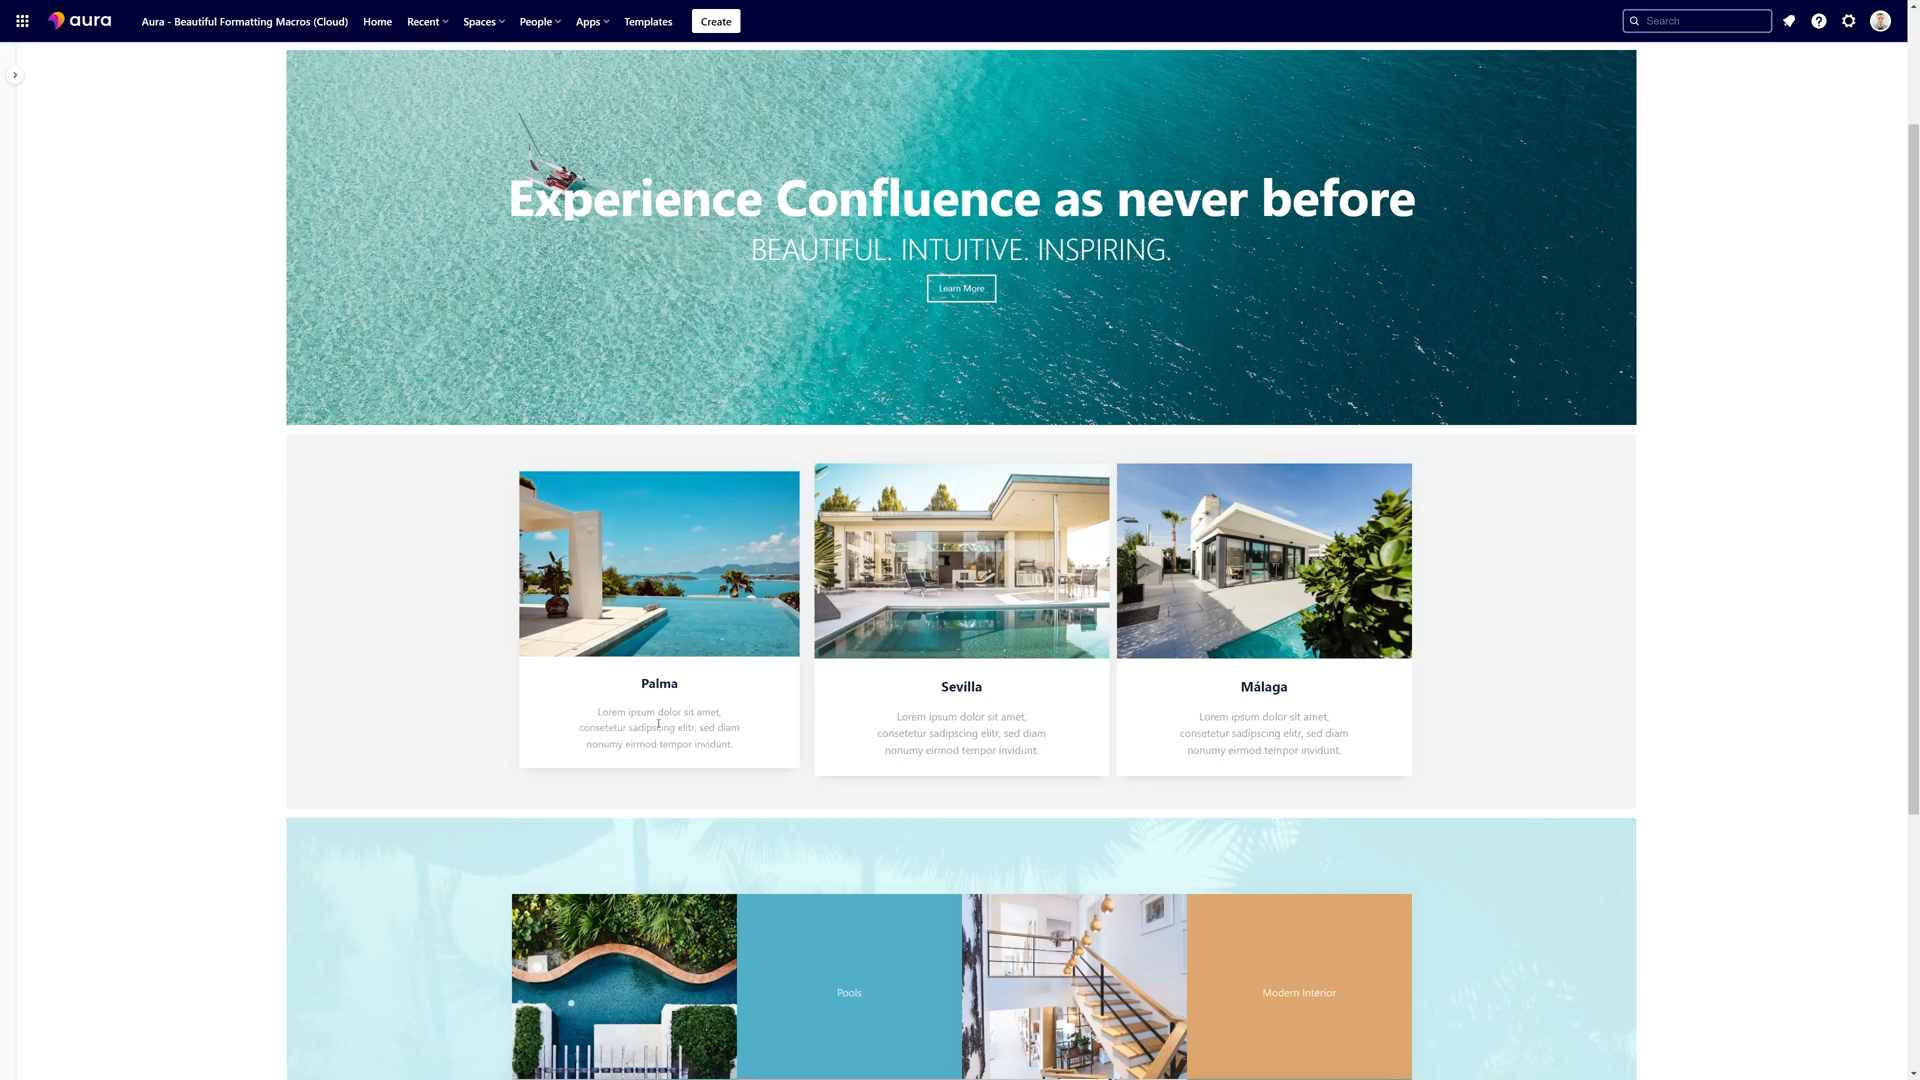 aura Aura - Beautiful Formatting Macros (Cloud) Home Recent Spaces People Apps Templates Create Search
Experience Confluence as never before
BEAUTIFUL. INTUITIVE. INSPIRING.
Learn More
Palma
Lorem ipsum dolor sit amet,
consetetur sadipscing elitr, sed diam
nonumy eirmod tempor invidunt.
Sevilla
Lorem ipsum dolor sit amet,
consetetur sadipscing elitr, sed diam
nonumy eirmod tempor invidunt.
Málaga
Lorem ipsum dolor sit amet,
consetetur sadipscing elitr, sed diam
nonumy eirmod tempor invidunt.
Pools
Modern Interior